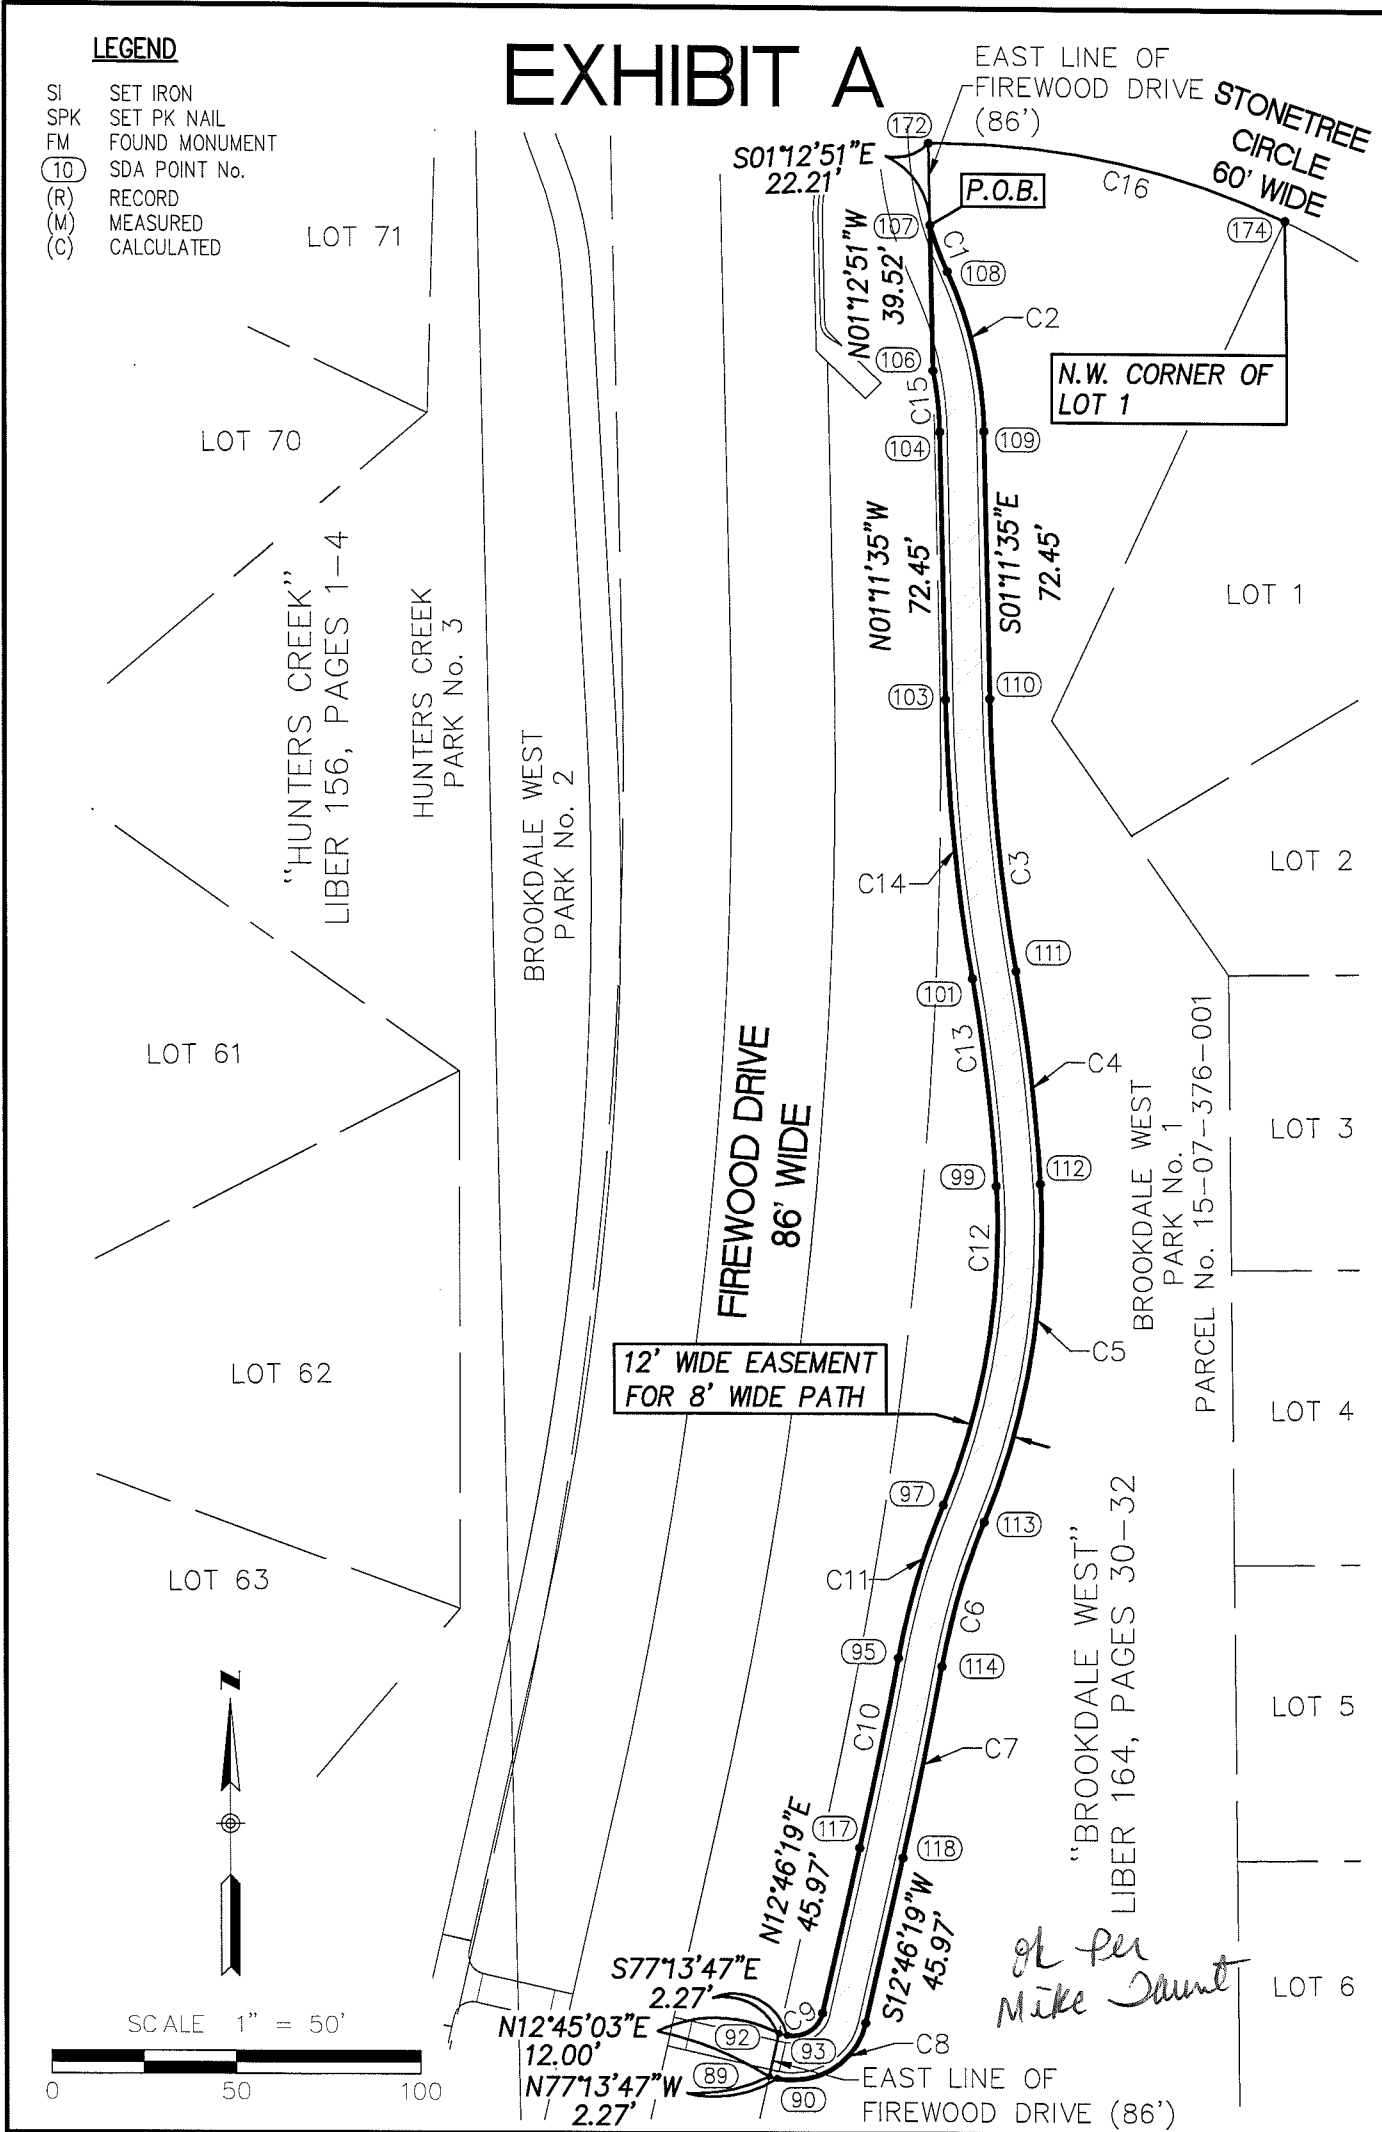 EXHIBIT A
LEGEND
SI SET IRON
SPK SET PK NAIL
FM FOUND MONUMENT
10 SDA POINT No.
(R) RECORD
(M) MEASURED
(C) CALCULATED
EAST LINE OF
FIREWOOD DRIVE
(86')
STONETREE
CIRCLE
60' WIDE
172
S01°12'51"E
22.21'
C16
P.O.B.
174
107
C1
108
N01°12'51"W
39.52'
C2
106
C15
N.W. CORNER OF
LOT 1
104
109
LOT 71
LOT 70
N01°11'35"W
72.45'
S01°11'35"E
72.45'
LOT 1
"HUNTERS CREEK"
LIBER 156, PAGES 1-4
HUNTERS CREEK
PARK No. 3
103
110
BROOKDALE WEST
PARK No. 2
C14
C3
LOT 2
111
101
C13
C4
LOT 61
FIREWOOD DRIVE
86' WIDE
BROOKDALE WEST
PARK No. 1
PARCEL No. 15-07-376-001
LOT 3
99
112
C12
C5
12' WIDE EASEMENT
FOR 8' WIDE PATH
LOT 62
LOT 4
97
113
C11
C6
LOT 63
95
114
"BROOKDALE WEST"
LIBER 164, PAGES 30-32
LOT 5
C10
C7
N
117
118
N12°46'19"E
45.97'
S12°46'19"W
45.97'
ok Per
Mike Taunt
LOT 6
S77°13'47"E
2.27'
C9
N12°45'03"E
12.00'
92
93
C8
89
N77°13'47"W
2.27'
90
EAST LINE OF
FIREWOOD DRIVE (86')
SCALE 1" = 50'
0 50 100